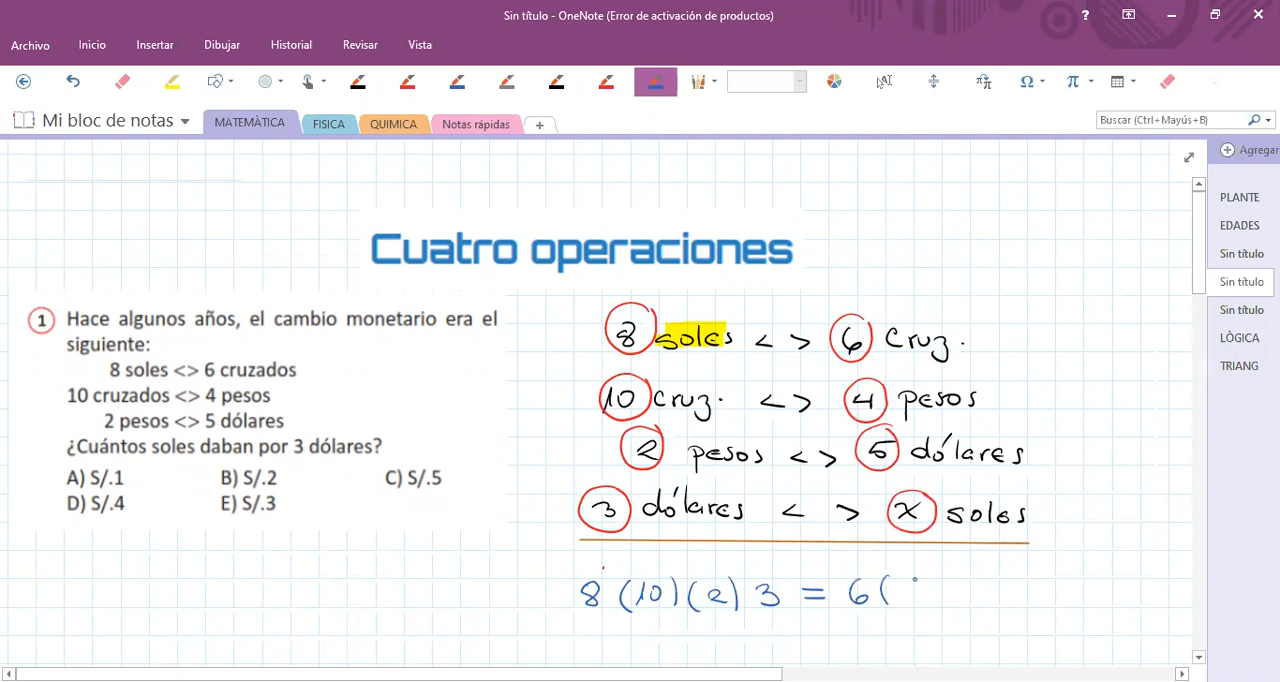 Sin título - OneNote (Error de activación de productos)
?
Archivo Inicio Insertar Dibujar Historial Revisar Vista
Mi bloc de notas MATEMÀTICA FISICA QUIMICA Notas rápidas
Buscar (Ctrl+Mayús+B)
Agregar
PLANTE
EDADES
Sin título
Sin título
Sin título
LÒGICA
TRIANG
Cuatro operaciones
1 Hace algunos años, el cambio monetario era el
siguiente:
8 soles <> 6 cruzados
10 cruzados <> 4 pesos
2 pesos <> 5 dólares
¿Cuántos soles daban por 3 dólares?
A) S/.1 B) S/.2 C) S/.5
D) S/.4 E) S/.3
8 soles < > 6 cruz.
10 cruz. < > 4 pesos
2 pesos < > 5 dólares
3 dólares < > x soles
8 (10)(2) 3 = 6 (